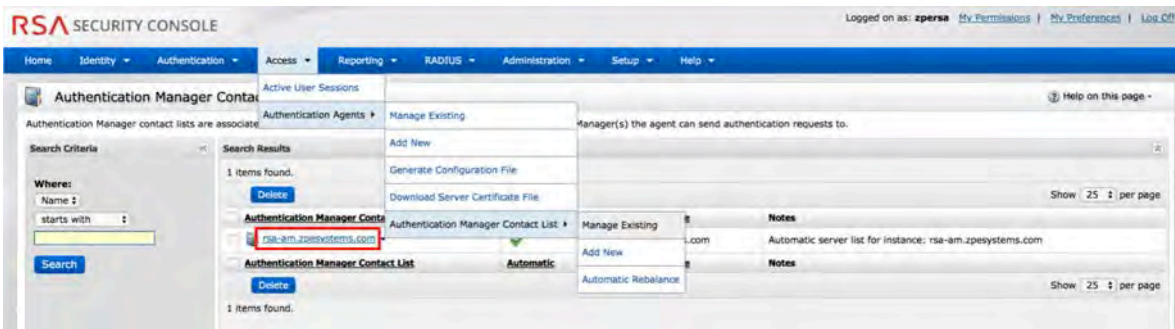 RSA SECURITY CONSOLE
Logged on as: zpersa My Permissions | My Preferences | Log Off
Home Identity Authentication Access Reporting RADIUS Administration Setup Help
Authentication Manager Conta
Active User Sessions
Help on this page
Authentication Manager contact lists are associate
Authentication Agents
Manage Existing
Manager(s) the agent can send authentication requests to.
Search Criteria
Search Results
Add New
1 items found.
Generate Configuration File
Where:
Name
Delete
Download Server Certificate File
Show 25 per page
starts with
Authentication Manager Conta
Authentication Manager Contact List
Manage Existing
Notes
rsa-am.zpesystems.com
.com
Automatic server list for instance: rsa-am.zpesystems.com
Add New
Search
Authentication Manager Contact List
Automatic
Notes
Automatic Rebalance
Delete
Show 25 per page
1 items found.